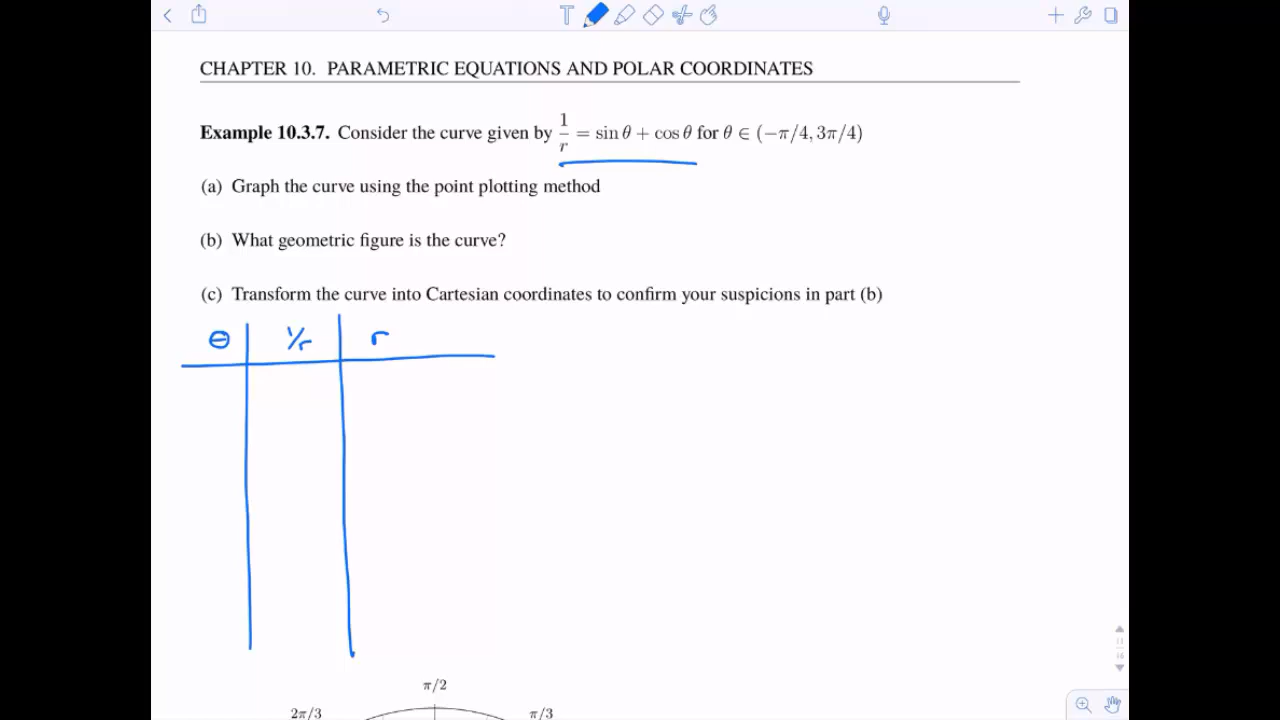 CHAPTER 10. PARAMETRIC EQUATIONS AND POLAR COORDINATES
Example 10.3.7. Consider the curve given by 1/r = sin θ + cos θ for θ ∈ (−π/4, 3π/4)
(a) Graph the curve using the point plotting method
(b) What geometric figure is the curve?
(c) Transform the curve into Cartesian coordinates to confirm your suspicions in part (b)
θ 1/r r
π/2
2π/3 π/3